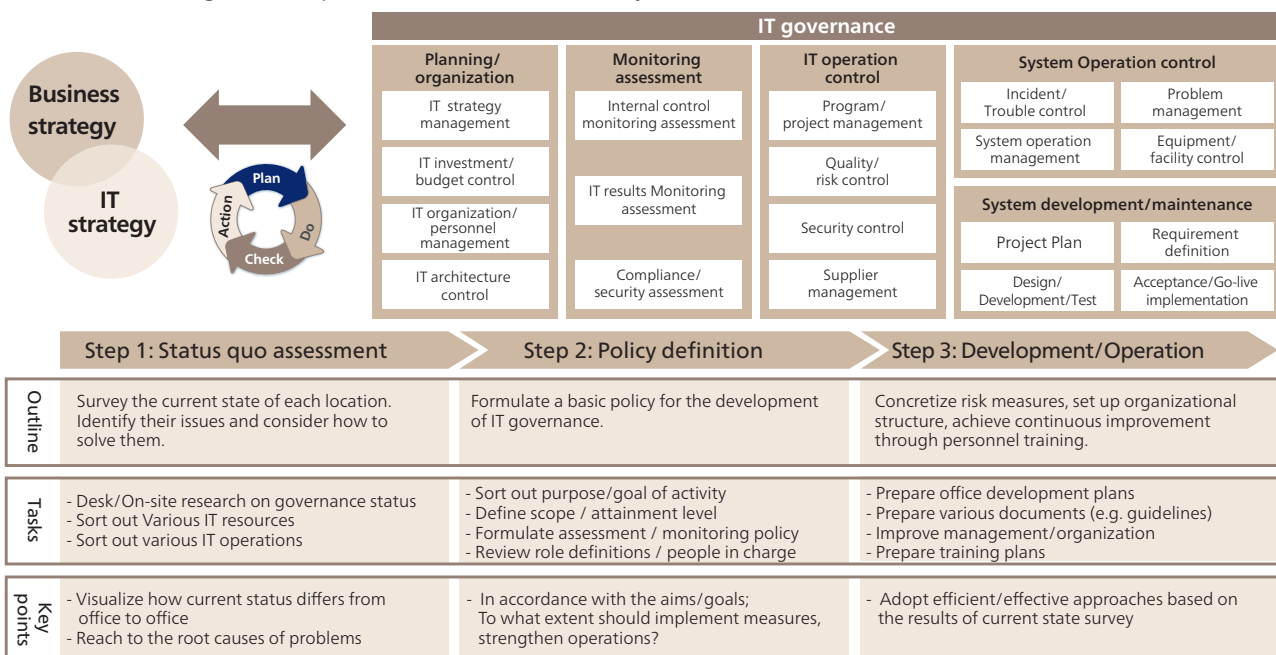 IT governance
Business
strategy
IT
strategy
Plan
Do
Check
Action
Planning/
organization
IT strategy
management
IT investment/
budget control
IT organization/
personnel
management
IT architecture
control
Monitoring
assessment
Internal control
monitoring assessment
IT results Monitoring
assessment
Compliance/
security assessment
IT operation
control
Program/
project management
Quality/
risk control
Security control
Supplier
management
System Operation control
Incident/
Trouble control
Problem
management
System operation
management
Equipment/
facility control
System development/maintenance
Project Plan
Requirement
definition
Design/
Development/Test
Acceptance/Go-live
implementation
Step 1: Status quo assessment
Step 2: Policy definition
Step 3: Development/Operation
Outline
Survey the current state of each location.
Identify their issues and consider how to
solve them.
Formulate a basic policy for the development
of IT governance.
Concretize risk measures, set up organizational
structure, achieve continuous improvement
through personnel training.
Tasks
- Desk/On-site research on governance status
- Sort out Various IT resources
- Sort out various IT operations
- Sort out purpose/goal of activity
- Define scope / attainment level
- Formulate assessment / monitoring policy
- Review role definitions / people in charge
- Prepare office development plans
- Prepare various documents (e.g. guidelines)
- Improve management/organization
- Prepare training plans
Key
points
- Visualize how current status differs from
office to office
- Reach to the root causes of problems
- In accordance with the aims/goals;
To what extent should implement measures,
strengthen operations?
- Adopt efficient/effective approaches based on
the results of current state survey